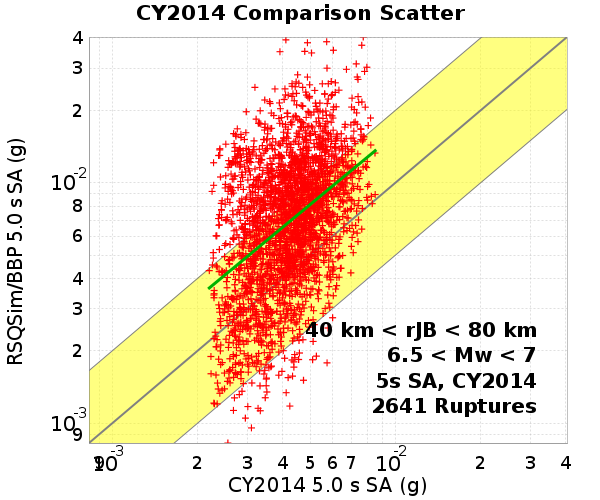 CY2014 Comparison Scatter
RSQSim/BBP 5.0 s SA (g)
4
3
2
10-2
8
6
4
3
2
10-3
9
40 km < rJB < 80 km
6.5 < Mw < 7
5s SA, CY2014
2641 Ruptures
9 10-3 2 3 4 5 6 7 10-2 2 3 4
CY2014 5.0 s SA (g)